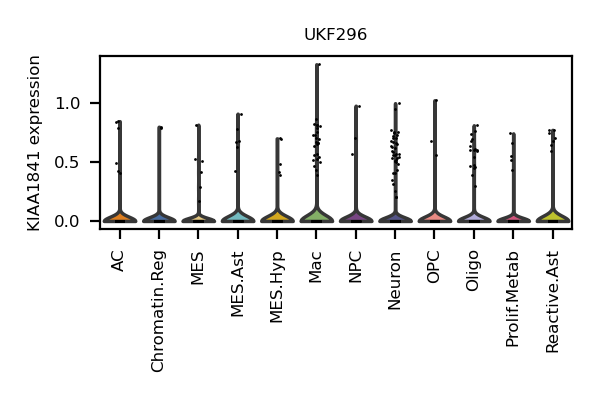 UKF296
KIAA1841 expression
1.0
0.5
0.0
AC
Chromatin.Reg
MES
MES.Ast
MES.Hyp
Mac
NPC
Neuron
OPC
Oligo
Prolif.Metab
Reactive.Ast